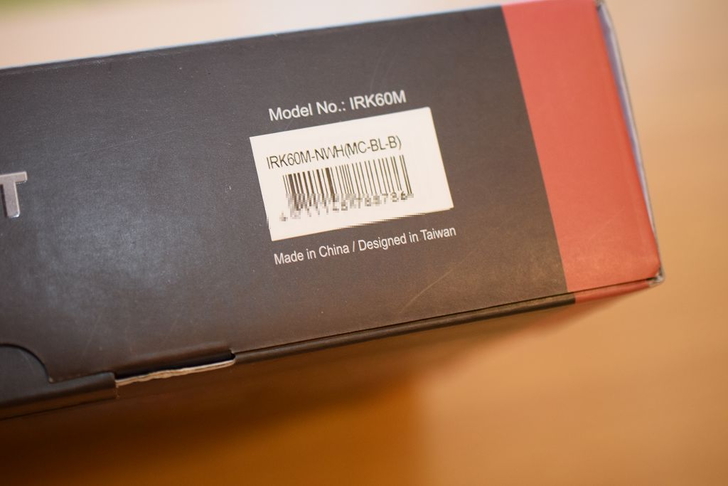 Model No.: IRK60M
IRK60M-NWH(MC-BL-B)
Made in China / Designed in Taiwan
T